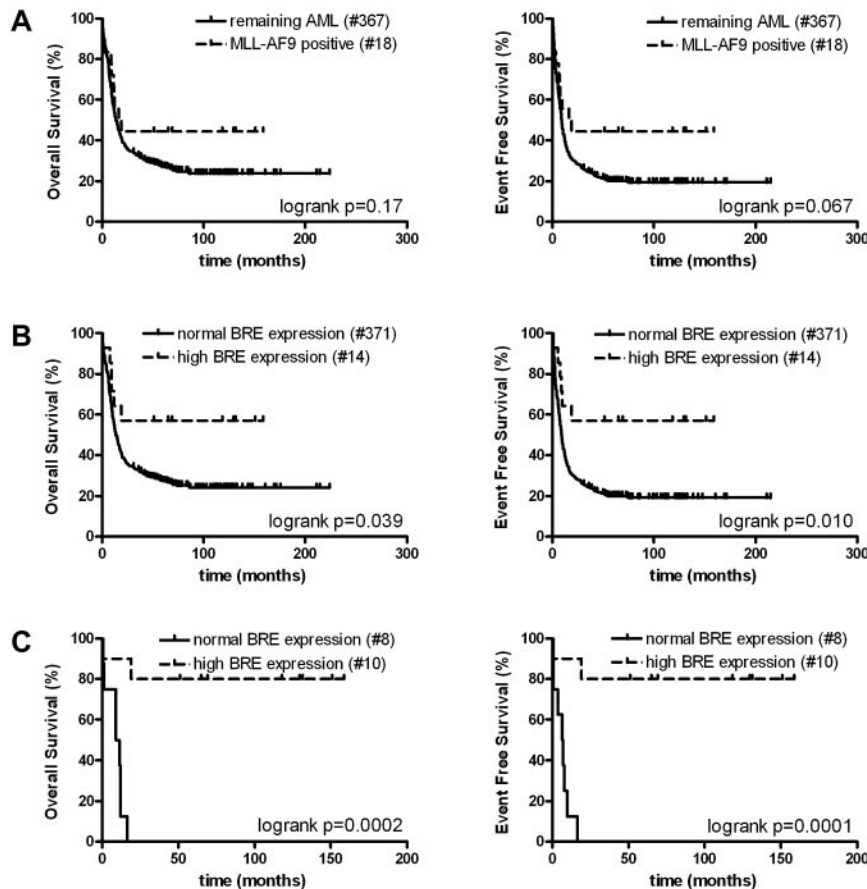 A
remaining AML (#367)
MLL-AF9 positive (#18)
Overall Survival (%)
100
80
60
40
20
0
0 100 200 300
time (months)
logrank p=0.17
remaining AML (#367)
MLL-AF9 positive (#18)
Event Free Survival (%)
100
80
60
40
20
0
0 100 200 300
time (months)
logrank p=0.067
B
normal BRE expression (#371)
high BRE expression (#14)
Overall Survival (%)
100
80
60
40
20
0
0 100 200 300
time (months)
logrank p=0.039
normal BRE expression (#371)
high BRE expression (#14)
Event Free Survival (%)
100
80
60
40
20
0
0 100 200 300
time (months)
logrank p=0.010
C
normal BRE expression (#8)
high BRE expression (#10)
Overall Survival (%)
100
80
60
40
20
0
0 50 100 150 200
time (months)
logrank p=0.0002
normal BRE expression (#8)
high BRE expression (#10)
Event Free Survival (%)
100
80
60
40
20
0
0 50 100 150 200
time (months)
logrank p=0.0001